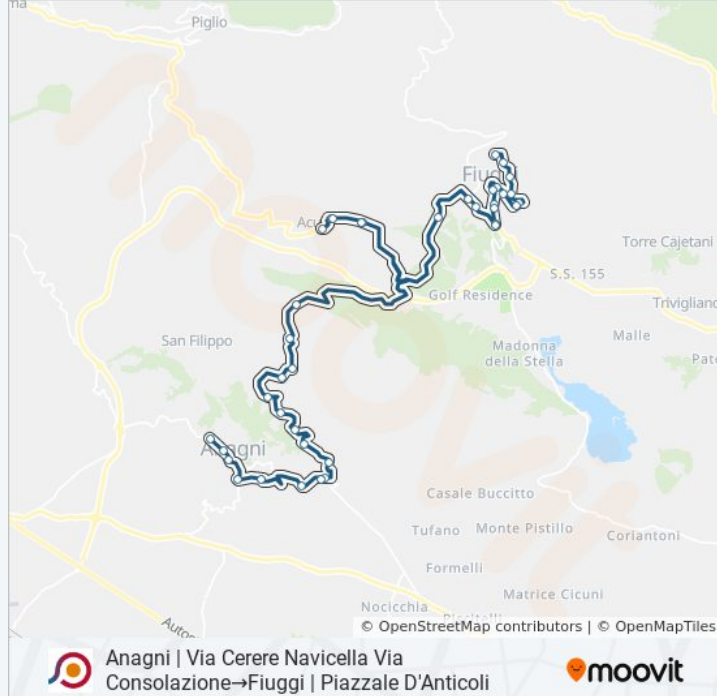 Piglio
Fiuggi
Acu
Torre Cajetani
S.S. 155
Golf Residence
Trivigliano
San Filippo
Malle
Madonna
della Stella
Anagni
Casale Buccitto
Tufano
Monte Pistillo
Coriantoni
Formelli
Matrice Cicuni
Nocicchia
© OpenStreetMap contributors | © OpenMapTiles
Anagni | Via Cerere Navicella Via
Consolazione→Fiuggi | Piazzale D'Anticoli
moovit